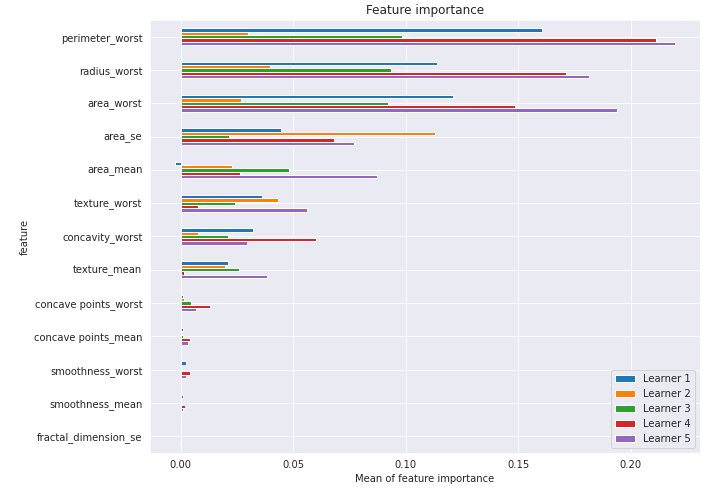 Feature importance
feature
perimeter_worst
radius_worst
area_worst
area_se
area_mean
texture_worst
concavity_worst
texture_mean
concave points_worst
concave points_mean
smoothness_worst
smoothness_mean
fractal_dimension_se
Learner 1
Learner 2
Learner 3
Learner 4
Learner 5
0.00 0.05 0.10 0.15 0.20
Mean of feature importance